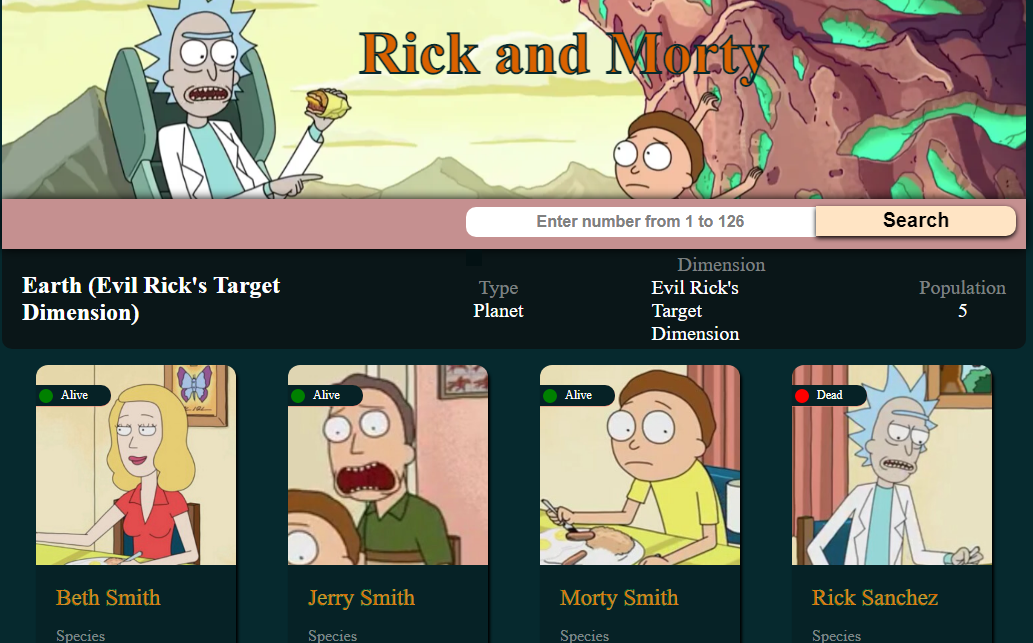 Rick and Morty
Enter number from 1 to 126
Search
Earth (Evil Rick's Target
Dimension)
Type
Planet
Dimension
Evil Rick's
Target
Dimension
Population
5
Alive
Alive
Alive
Dead
Beth Smith
Jerry Smith
Morty Smith
Rick Sanchez
Species
Species
Species
Species